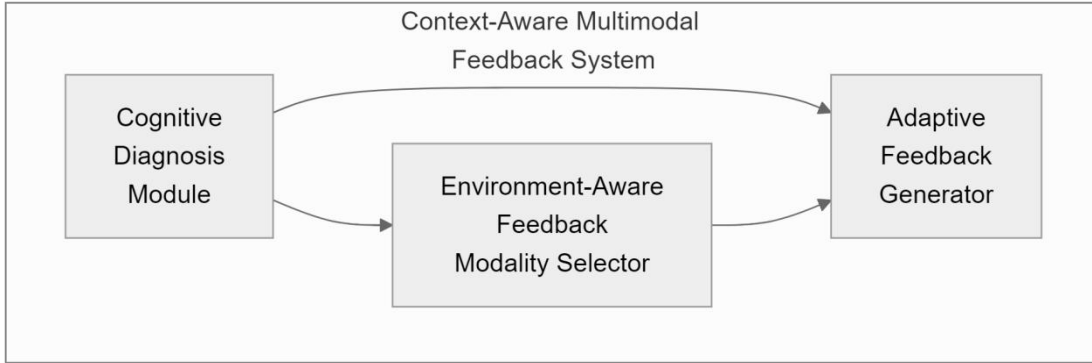 Context-Aware Multimodal
Feedback System
Cognitive
Diagnosis
Module
Environment-Aware
Feedback
Modality Selector
Adaptive
Feedback
Generator